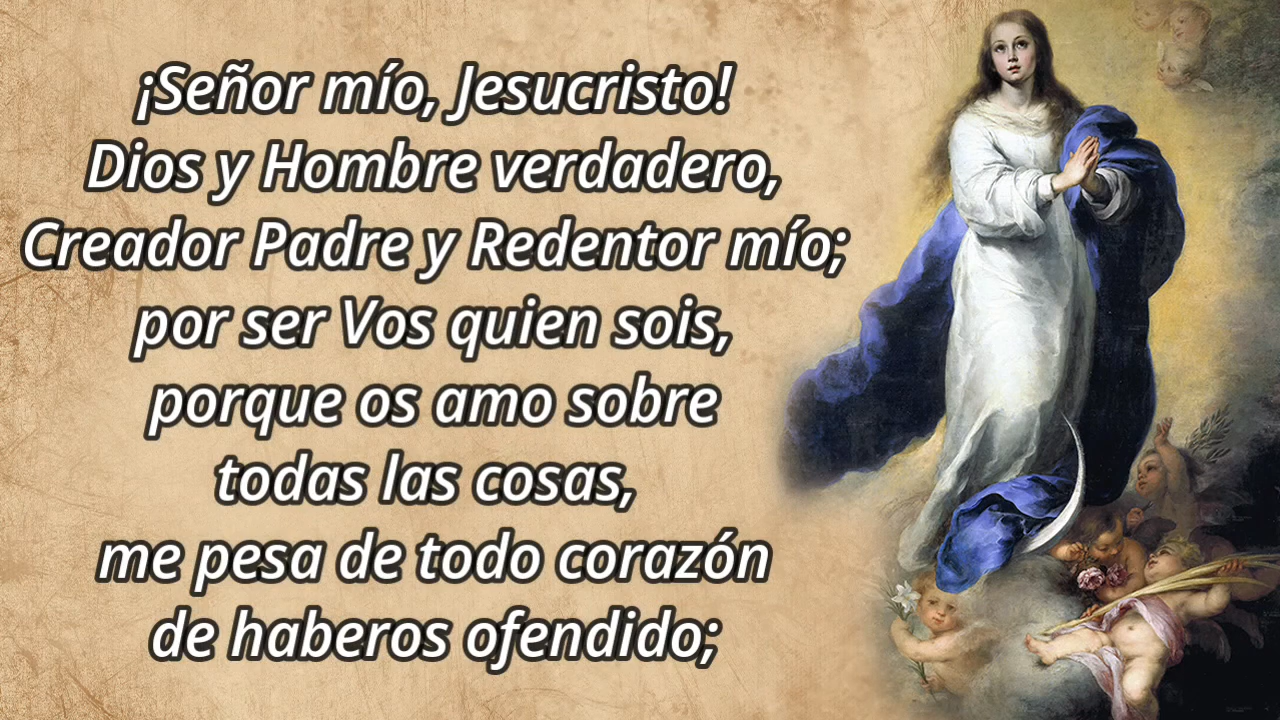 ¡Señor mío, Jesucristo!
Dios y Hombre verdadero,
Creador Padre y Redentor mío;
por ser Vos quien sois,
porque os amo sobre
todas las cosas,
me pesa de todo corazón
de haberos ofendido;